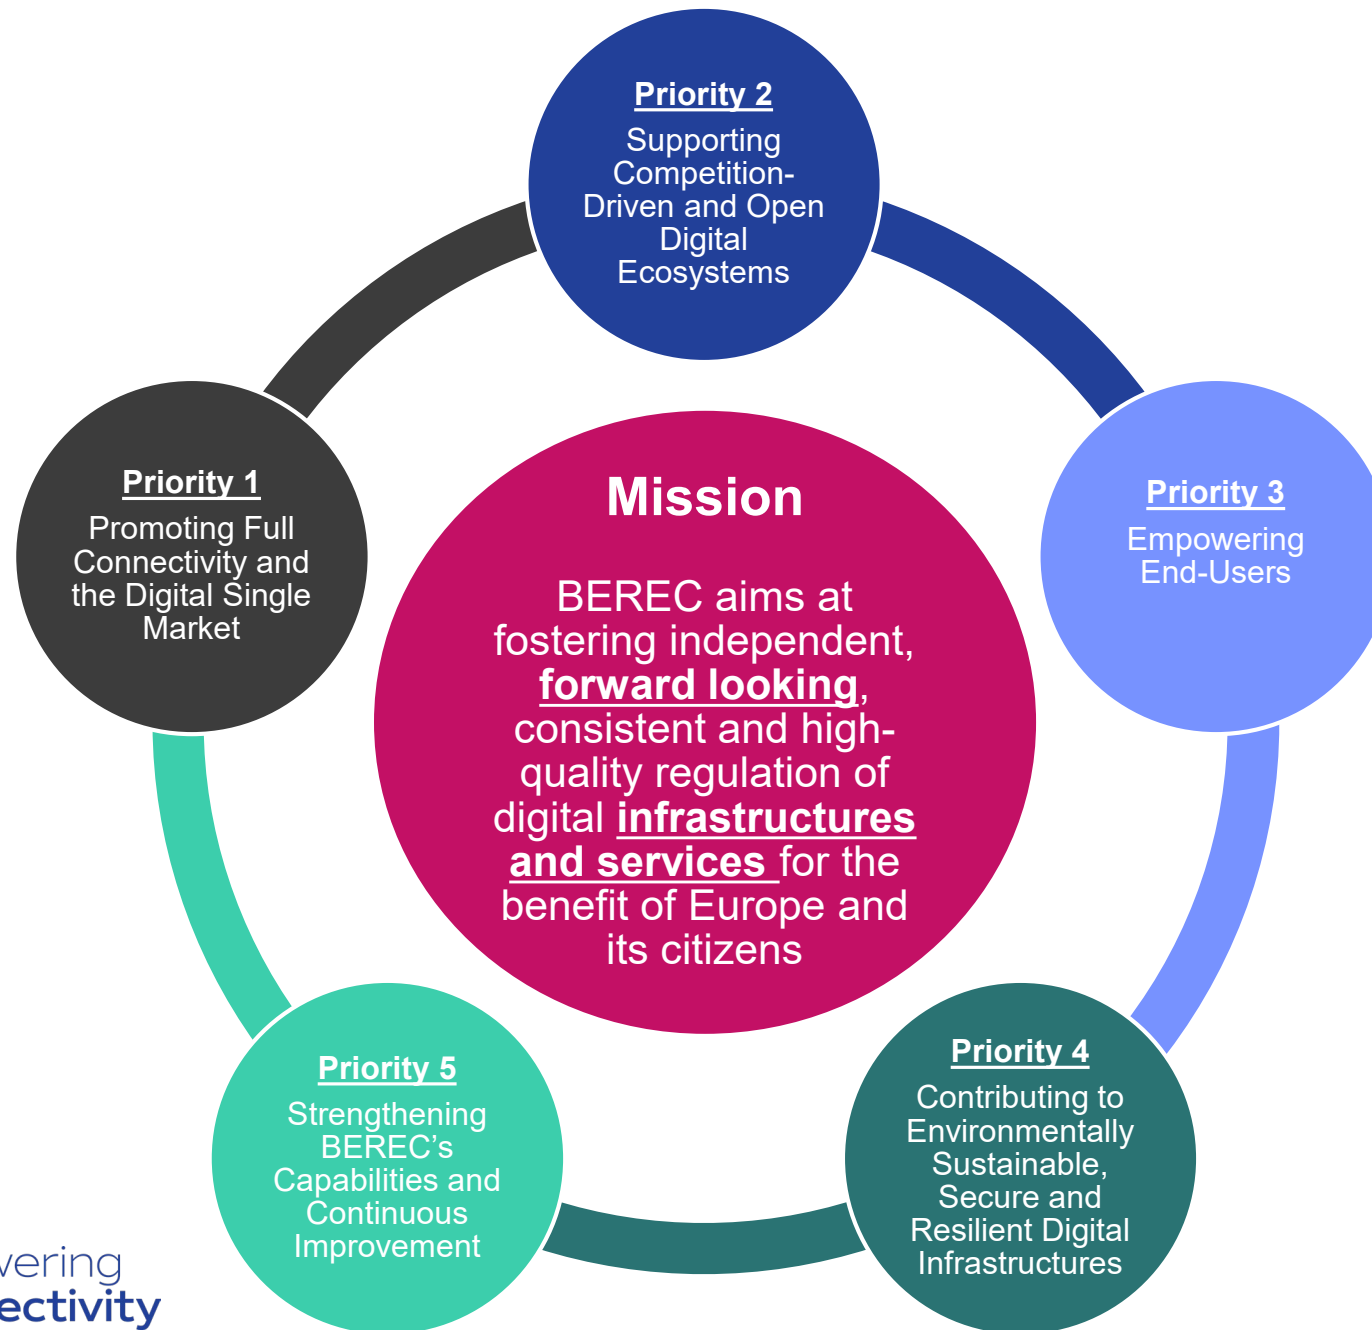 Priority 2
Supporting
Competition-
Driven and Open
Digital
Ecosystems
Priority 1
Promoting Full
Connectivity and
the Digital Single
Market
Priority 3
Empowering
End-Users
Mission
BEREC aims at
fostering independent,
forward looking,
consistent and high-
quality regulation of
digital infrastructures
and services for the
benefit of Europe and
its citizens
Priority 5
Strengthening
BEREC’s
Capabilities and
Continuous
Improvement
Priority 4
Contributing to
Environmentally
Sustainable,
Secure and
Resilient Digital
Infrastructures